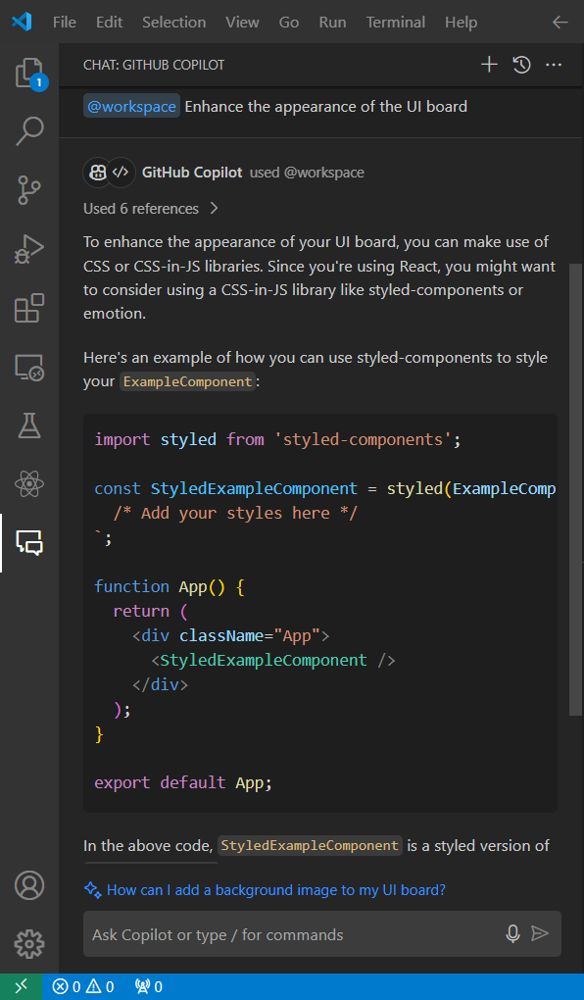 File Edit Selection View Go Run Terminal Help
CHAT: GITHUB COPILOT
1
@workspace Enhance the appearance of the UI board
GitHub Copilot used @workspace
Used 6 references
To enhance the appearance of your UI board, you can make use of
CSS or CSS-in-JS libraries. Since you're using React, you might want
to consider using a CSS-in-JS library like styled-components or
emotion.
Here's an example of how you can use styled-components to style
your ExampleComponent:
import styled from 'styled-components';
const StyledExampleComponent = styled(ExampleComp
/* Add your styles here */
`;
function App() {
return (
<div className="App">
<StyledExampleComponent />
</div>
);
}
export default App;
In the above code, StyledExampleComponent is a styled version of
How can I add a background image to my UI board?
Ask Copilot or type / for commands
0 0 0